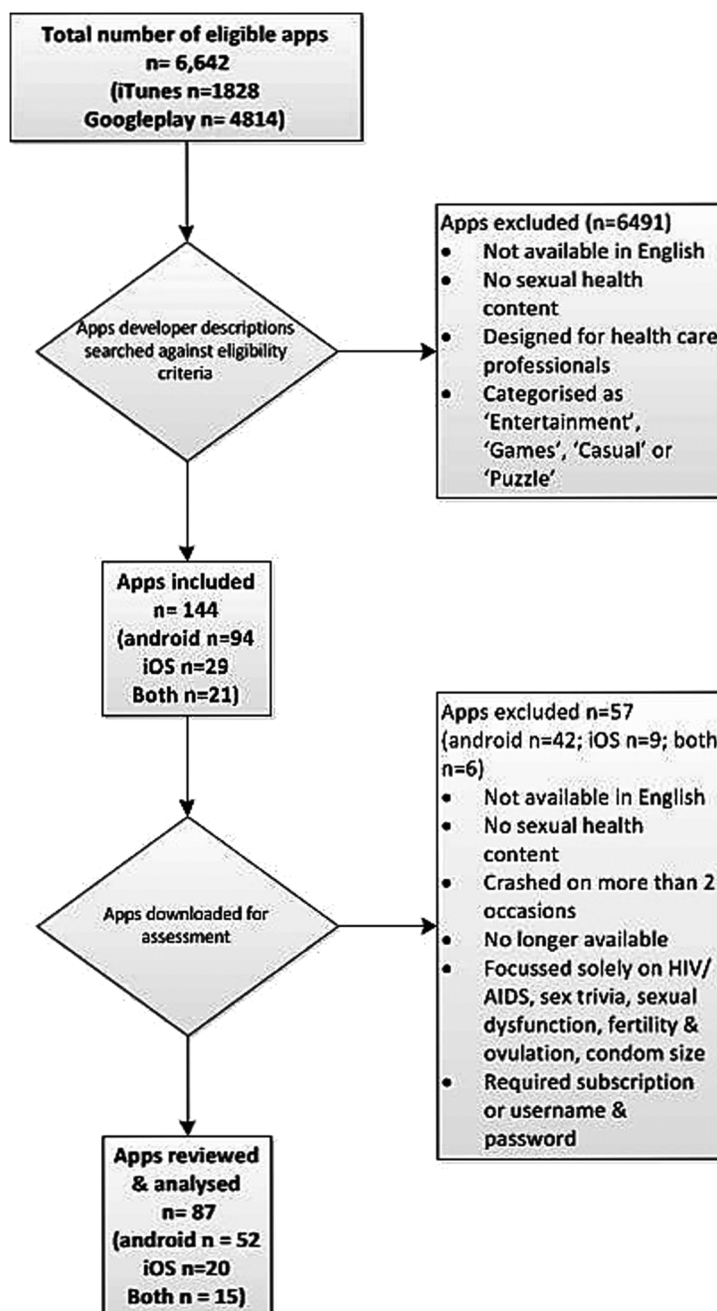 Total number of eligible apps
n= 6,642
(iTunes n=1828
Googleplay n= 4814)
Apps developer descriptions
searched against eligibility
criteria
Apps excluded (n=6491)
• Not available in English
• No sexual health
content
• Designed for health care
professionals
• Categorised as
‘Entertainment’,
‘Games’, ‘Casual’ or
‘Puzzle’
Apps included
n= 144
(android n=94
iOS n=29
Both n=21)
Apps downloaded for
assessment
Apps excluded n=57
(android n=42; iOS n=9; both
n=6)
• Not available in English
• No sexual health
content
• Crashed on more than 2
occasions
• No longer available
• Focussed solely on HIV/
AIDS, sex trivia, sexual
dysfunction, fertility &
ovulation, condom size
• Required subscription
or username &
password
Apps reviewed
& analysed
n= 87
(android n = 52
iOS n=20
Both n = 15)